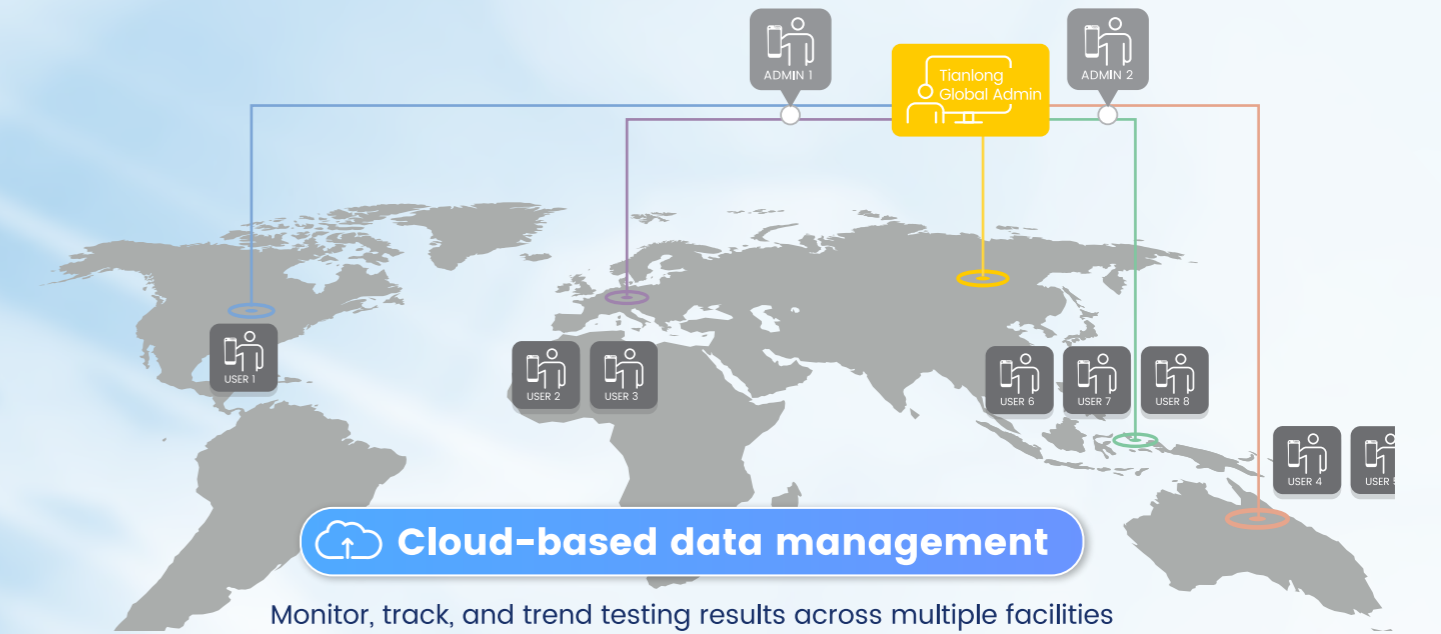 ADMIN 1
Tianlong
Global Admin
ADMIN 2
USER 1
USER 2
USER 3
USER 6
USER 7
USER 8
USER 4
USER
Cloud-based data management
Monitor, track, and trend testing results across multiple facilities